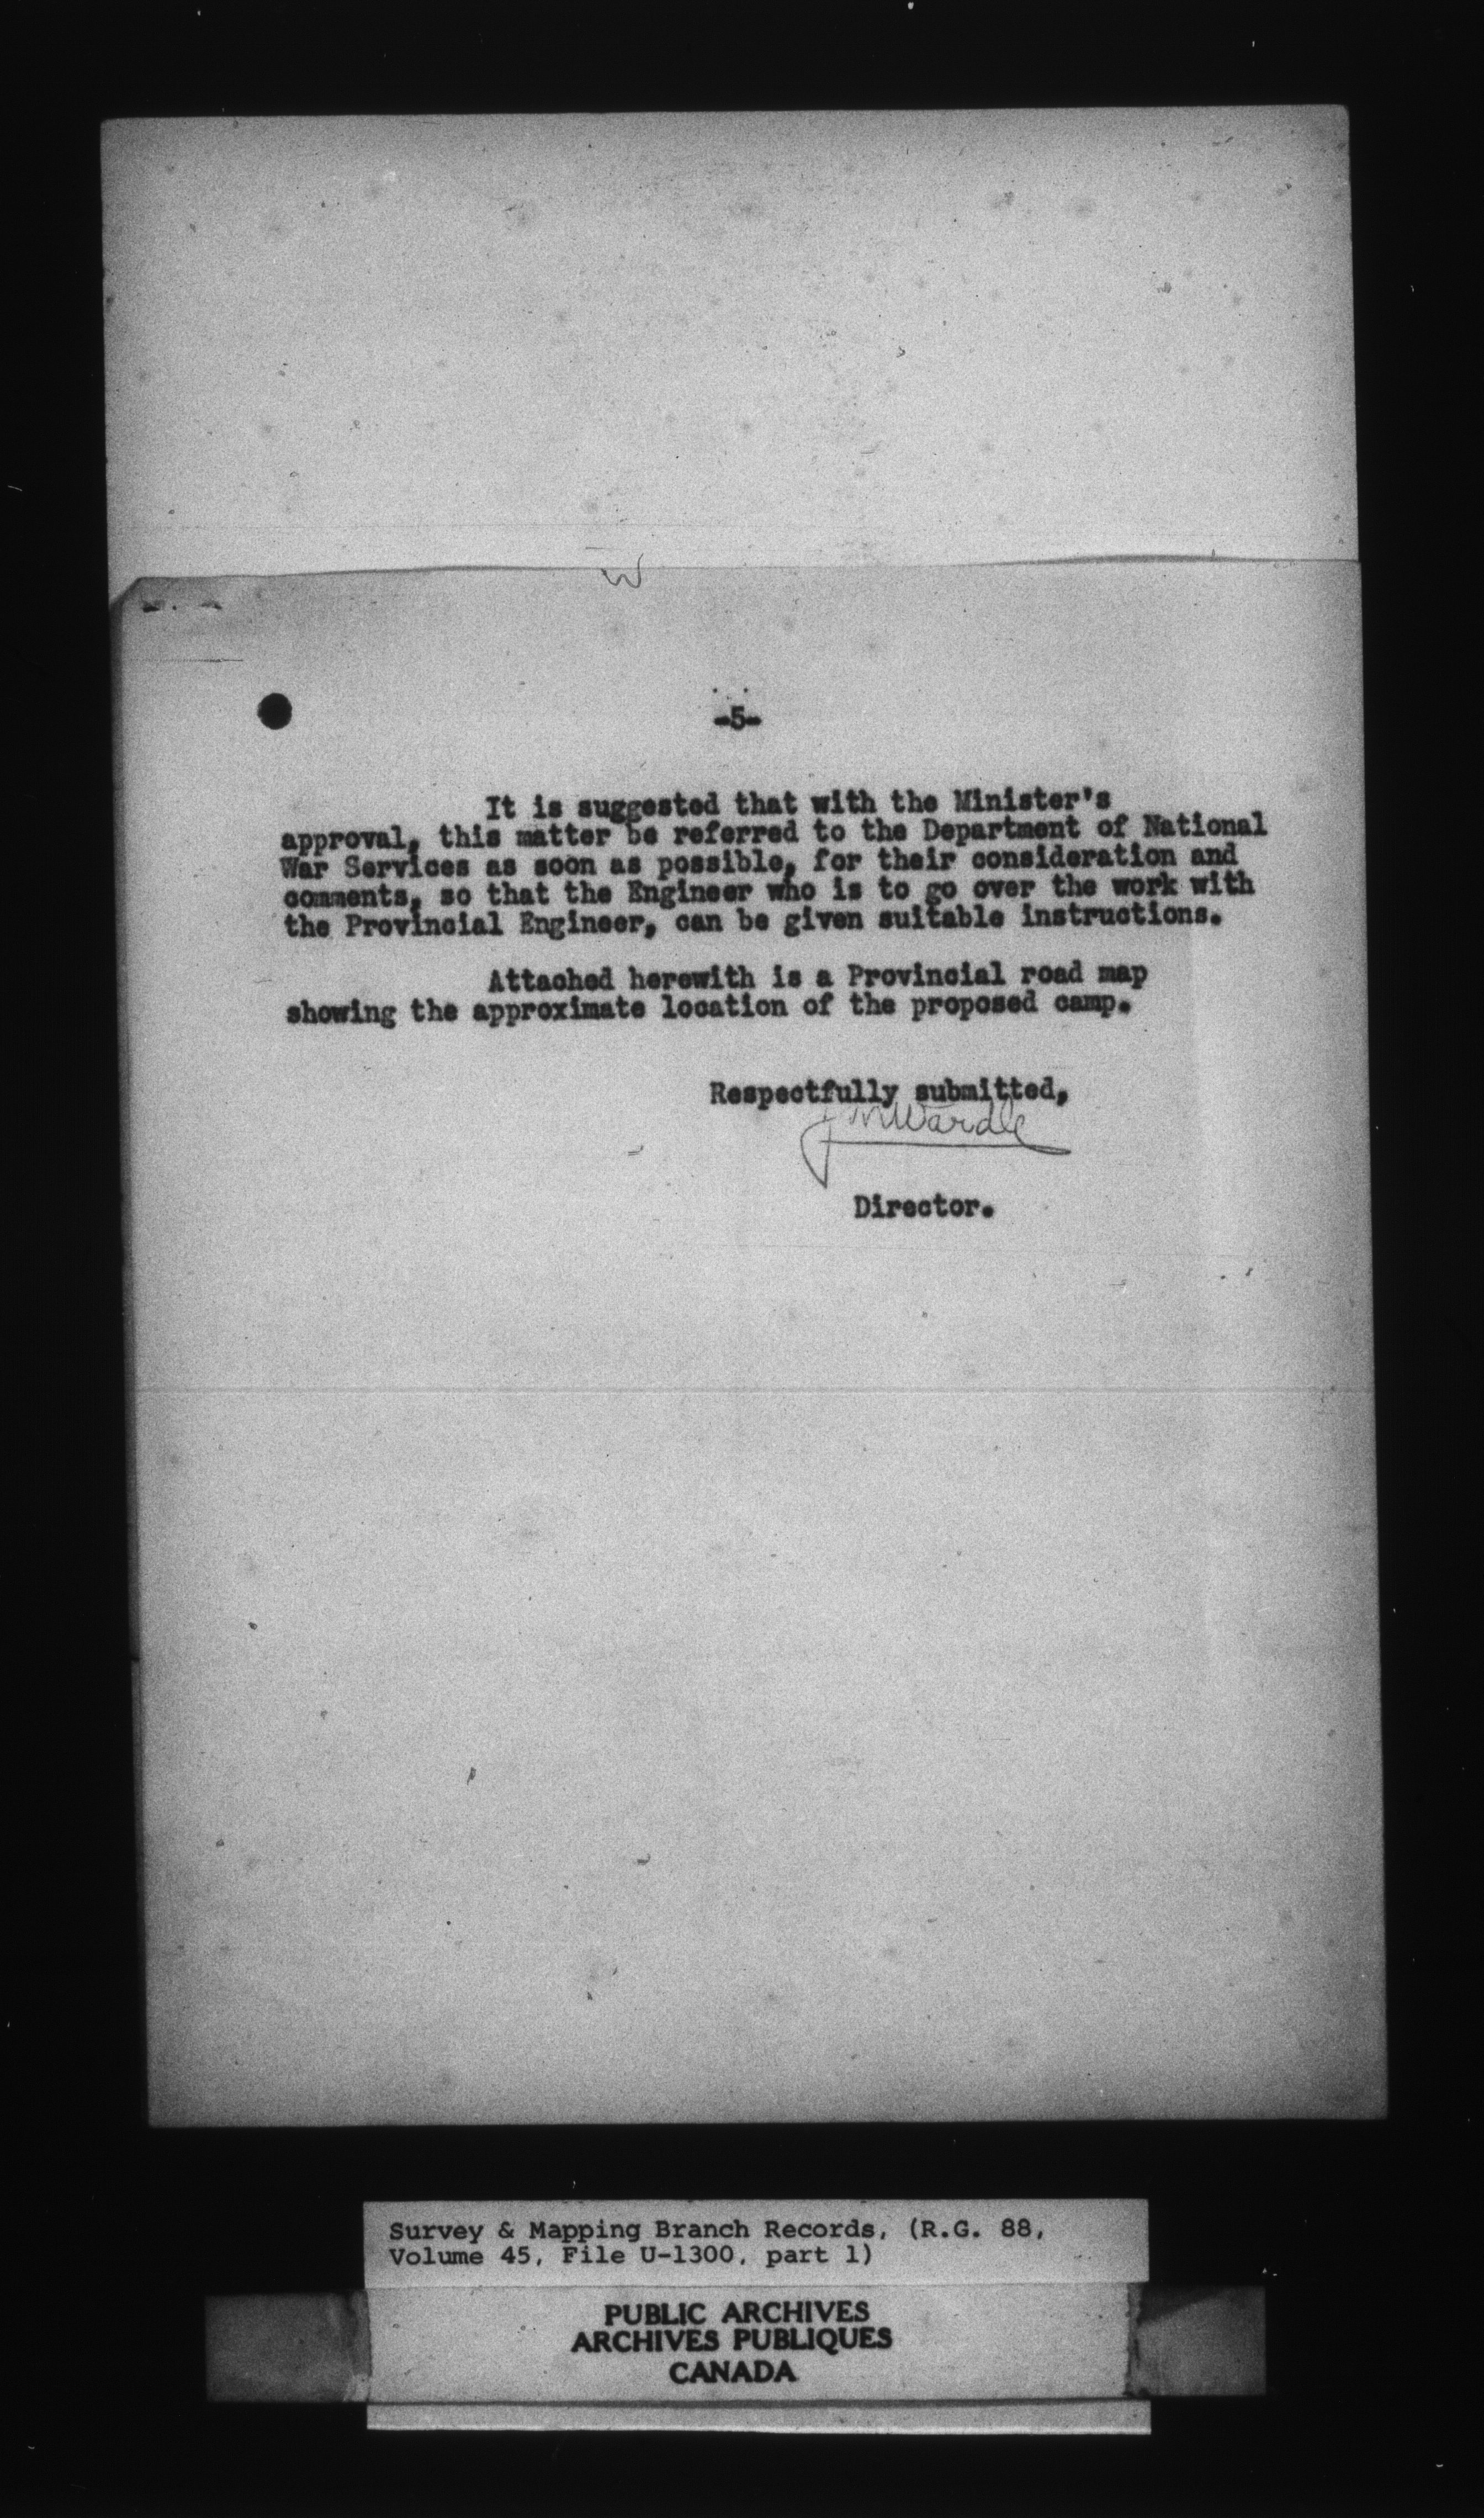 W
-5-
It is suggested that with the Minister's
approval, this matter be referred to the Department of National
War Services as soon as possible, for their consideration and
comments, so that the Engineer who is to go over the work with
the Provincial Engineer, can be given suitable instructions.
Attached herewith is a Provincial road map
showing the approximate location of the proposed camp.
Respectfully submitted,
J M Wardle
Director.
Survey & Mapping Branch Records, (R.G. 88,
Volume 45, File U-1300, part 1)
PUBLIC ARCHIVES
ARCHIVES PUBLIQUES
CANADA